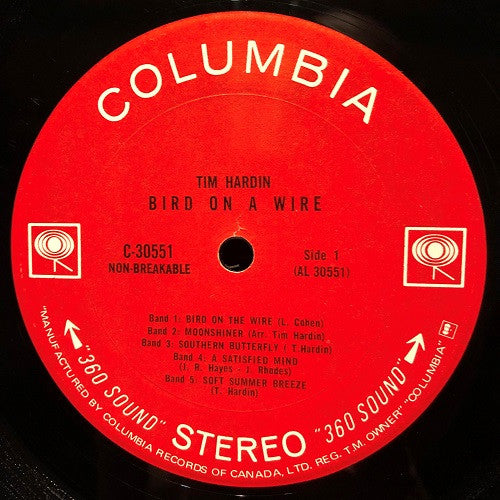 COLUMBIA
TIM HARDIN
BIRD ON A WIRE
C-30551
NON-BREAKABLE
Side 1
(AL 30551)
Band 1: BIRD ON THE WIRE (L. Cohen)
Band 2: MOONSHINER (Arr. Tim Hardin)
Band 3: SOUTHERN BUTTERFLY (T. Hardin)
Band 4: A SATISFIED MIND
(J. R. Hayes - J. Rhodes)
Band 5: SOFT SUMMER BREEZE
(T. Hardin)
"360 SOUND" STEREO "360 SOUND"
"MANUFACTURED BY COLUMBIA RECORDS OF CANADA, LTD. REG. T.M. OWNER" "COLUMBIA"